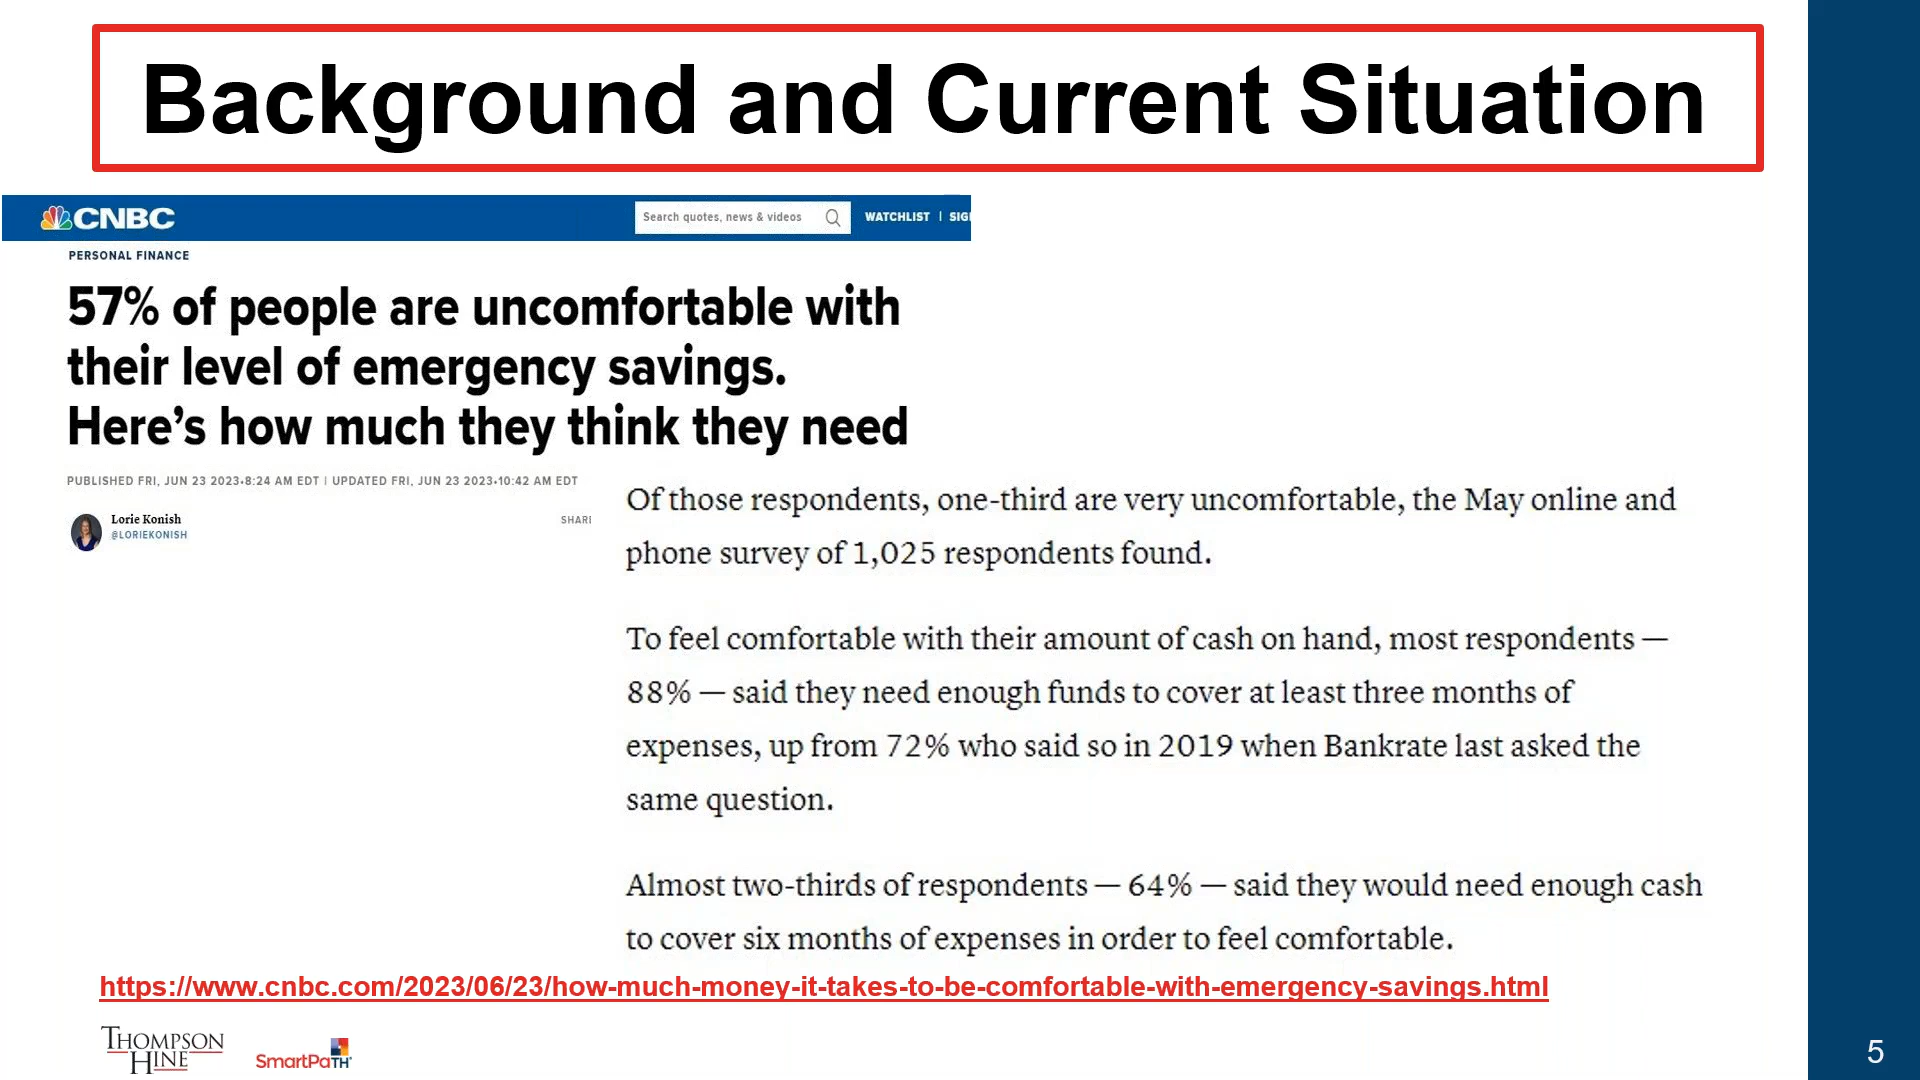 Background and Current Situation
CNBC
Search quotes, news & videos
WATCHLIST | SIGI
PERSONAL FINANCE
57% of people are uncomfortable with
their level of emergency savings.
Here’s how much they think they need
PUBLISHED FRI, JUN 23 2023•8:24 AM EDT | UPDATED FRI, JUN 23 2023•10:42 AM EDT
Lorie Konish
@LORIEKONISH
SHARI
Of those respondents, one-third are very uncomfortable, the May online and
phone survey of 1,025 respondents found.
To feel comfortable with their amount of cash on hand, most respondents —
88% — said they need enough funds to cover at least three months of
expenses, up from 72% who said so in 2019 when Bankrate last asked the
same question.
Almost two-thirds of respondents — 64% — said they would need enough cash
to cover six months of expenses in order to feel comfortable.
https://www.cnbc.com/2023/06/23/how-much-money-it-takes-to-be-comfortable-with-emergency-savings.html
THOMPSON
HINE
SmartPaTH
5